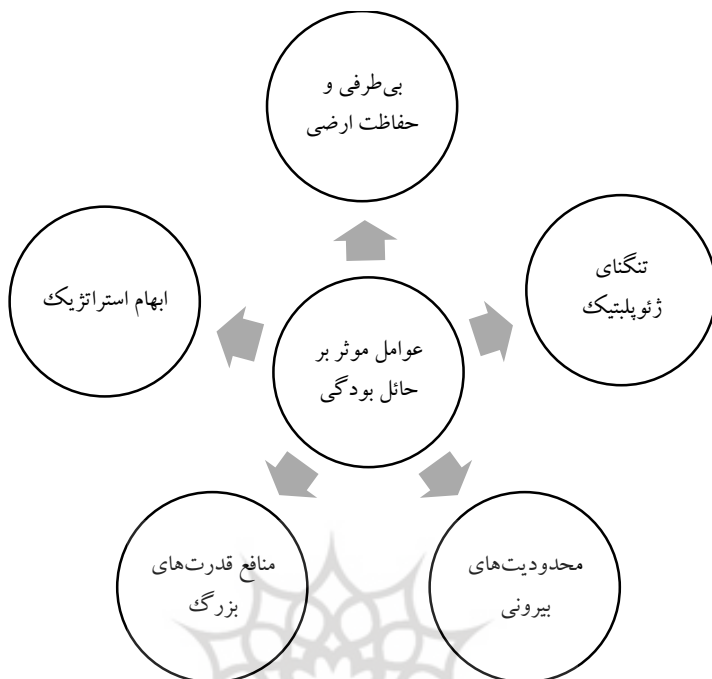 بی‌طرفی و
حفاظت ارضی
تنگنای
ژئوپلبتیک
ابهام استراتژیک
عوامل موثر بر
حائل بودگی
محدودیت‌های
بیرونی
منافع قدرت‌های
بزرگ